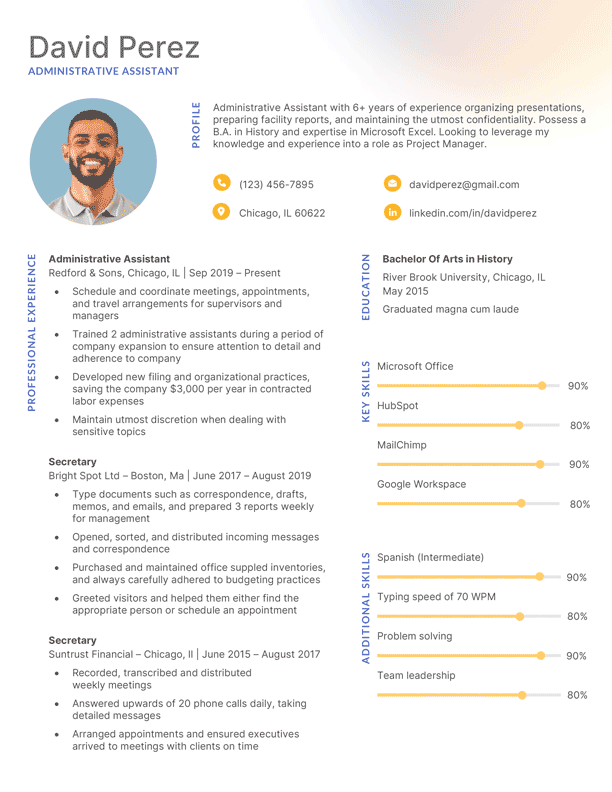 David Perez
ADMINISTRATIVE ASSISTANT
PROFILE
Administrative Assistant with 6+ years of experience organizing presentations,
preparing facility reports, and maintaining the utmost confidentiality. Possess a
B.A. in History and expertise in Microsoft Excel. Looking to leverage my
knowledge and experience into a role as Project Manager.
(123) 456-7895
davidperez@gmail.com
Chicago, IL 60622
in
linkedin.com/in/davidperez
PROFESSIONAL EXPERIENCE
Administrative Assistant
Redford & Sons, Chicago, IL | Sep 2019 – Present
• Schedule and coordinate meetings, appointments,
and travel arrangements for supervisors and
managers
• Trained 2 administrative assistants during a period of
company expansion to ensure attention to detail and
adherence to company
• Developed new filing and organizational practices,
saving the company $3,000 per year in contracted
labor expenses
• Maintain utmost discretion when dealing with
sensitive topics
Secretary
Bright Spot Ltd – Boston, Ma | June 2017 – August 2019
• Type documents such as correspondence, drafts,
memos, and emails, and prepared 3 reports weekly
for management
• Opened, sorted, and distributed incoming messages
and correspondence
• Purchased and maintained office suppled inventories,
and always carefully adhered to budgeting practices
• Greeted visitors and helped them either find the
appropriate person or schedule an appointment
Secretary
Suntrust Financial – Chicago, Il | June 2015 – August 2017
• Recorded, transcribed and distributed
weekly meetings
• Answered upwards of 20 phone calls daily, taking
detailed messages
• Arranged appointments and ensured executives
arrived to meetings with clients on time
EDUCATION
Bachelor Of Arts in History
River Brook University, Chicago, IL
May 2015
Graduated magna cum laude
KEY SKILLS
Microsoft Office
90%
HubSpot
80%
MailChimp
90%
Google Workspace
80%
ADDITIONAL SKILLS
Spanish (Intermediate)
90%
Typing speed of 70 WPM
80%
Problem solving
90%
Team leadership
80%